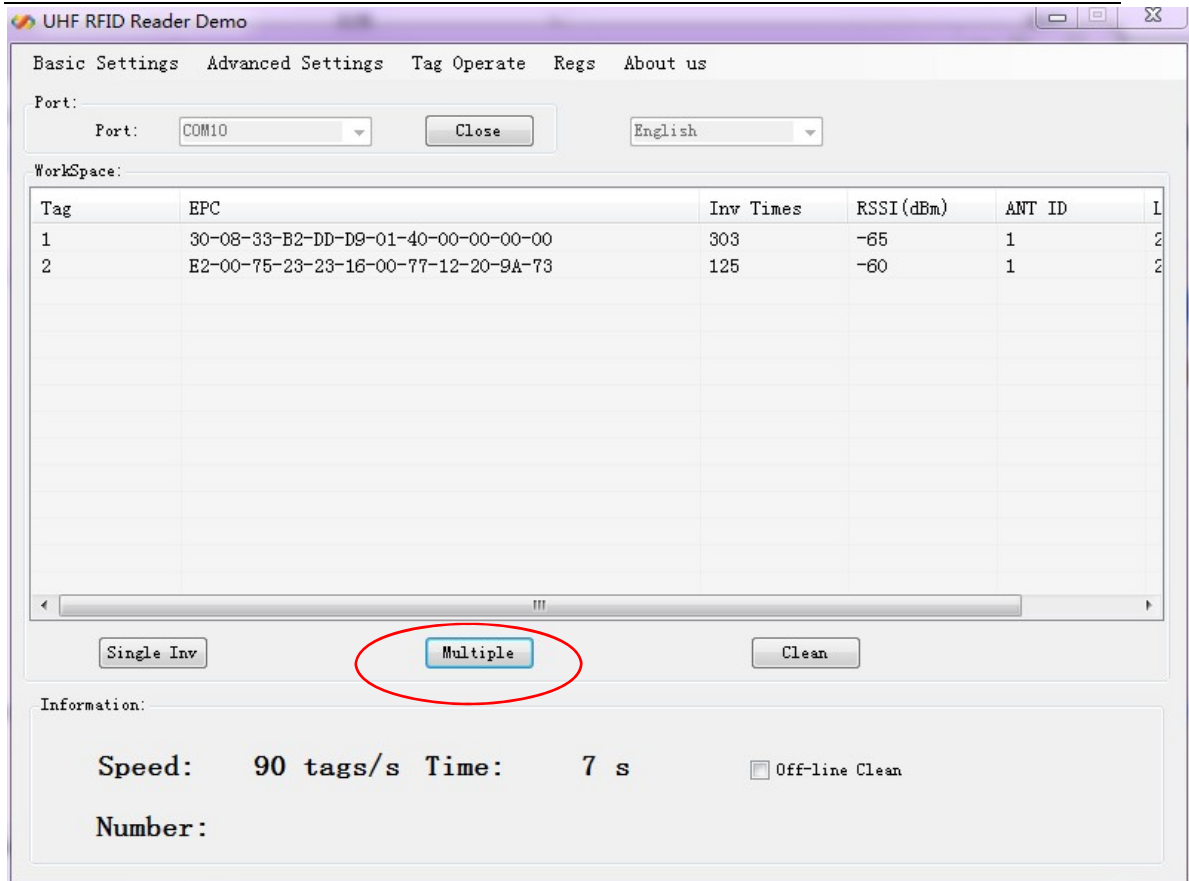 UHF RFID Reader Demo
Basic Settings Advanced Settings Tag Operate Regs About us
Port:
Port: COM10 Close English
WorkSpace:
Tag EPC Inv Times RSSI(dBm) ANT ID L
1 30-08-33-B2-DD-D9-01-40-00-00-00-00 303 -65 1 2
2 E2-00-75-23-23-16-00-77-12-20-9A-73 125 -60 1 2
Single Inv Multiple Clean
Information:
Speed: 90 tags/s Time: 7 s Off-line Clean
Number: